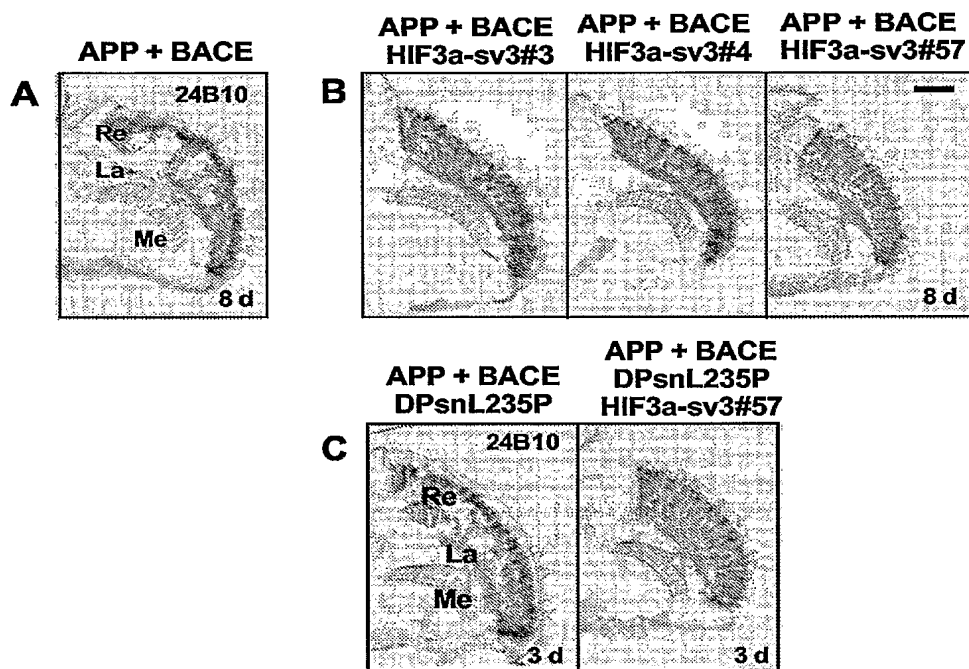 APP + BACE
A
24B10
Re
La
Me
8 d
B
APP + BACE
HIF3a-sv3#3
APP + BACE
HIF3a-sv3#4
APP + BACE
HIF3a-sv3#57
8 d
C
APP + BACE
DPsnL235P
24B10
Re
La
Me
3 d
APP + BACE
DPsnL235P
HIF3a-sv3#57
3 d